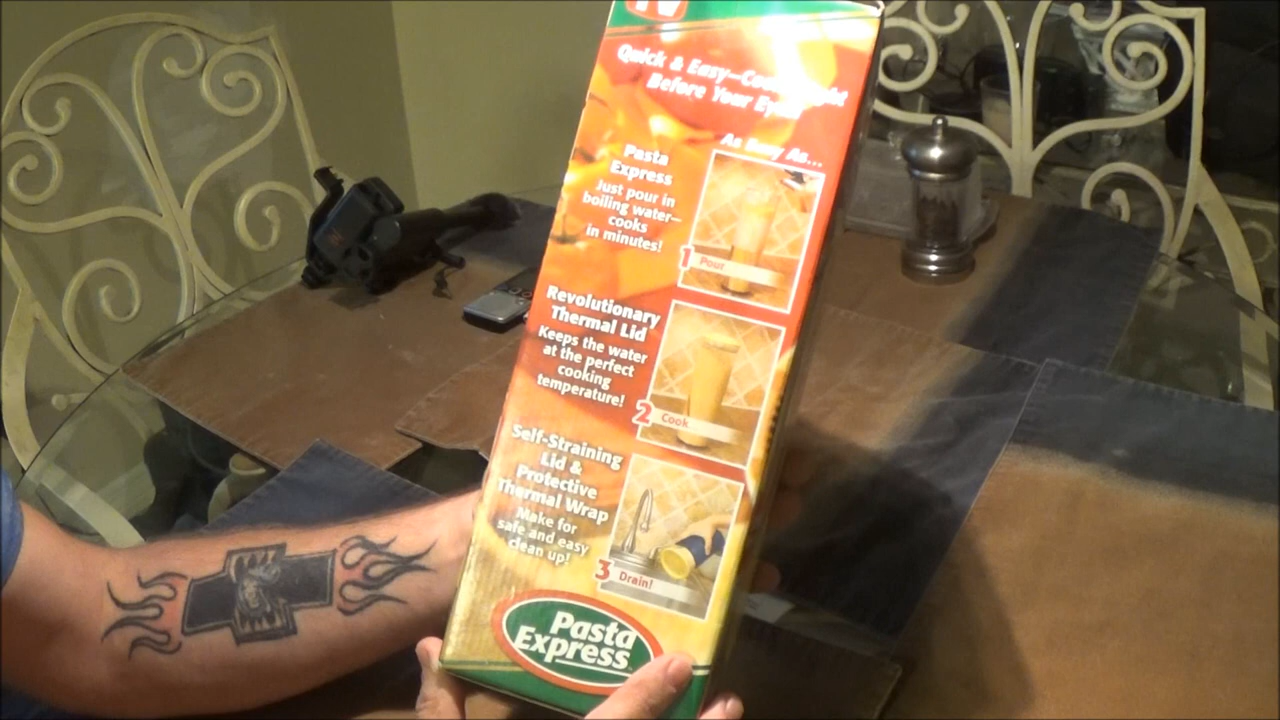 TV
Quick & Easy—
Before Your
As Easy As...
Pasta
Express
Just pour in
boiling water—
cooks
in minutes!
1 Pour
Revolutionary
Thermal Lid
Keeps the water
at the perfect
cooking
temperature!
2 Cook
Self-Straining
Lid &
Protective
Thermal Wrap
Make for
safe and easy
clean up!
3 Drain!
Pasta
Express